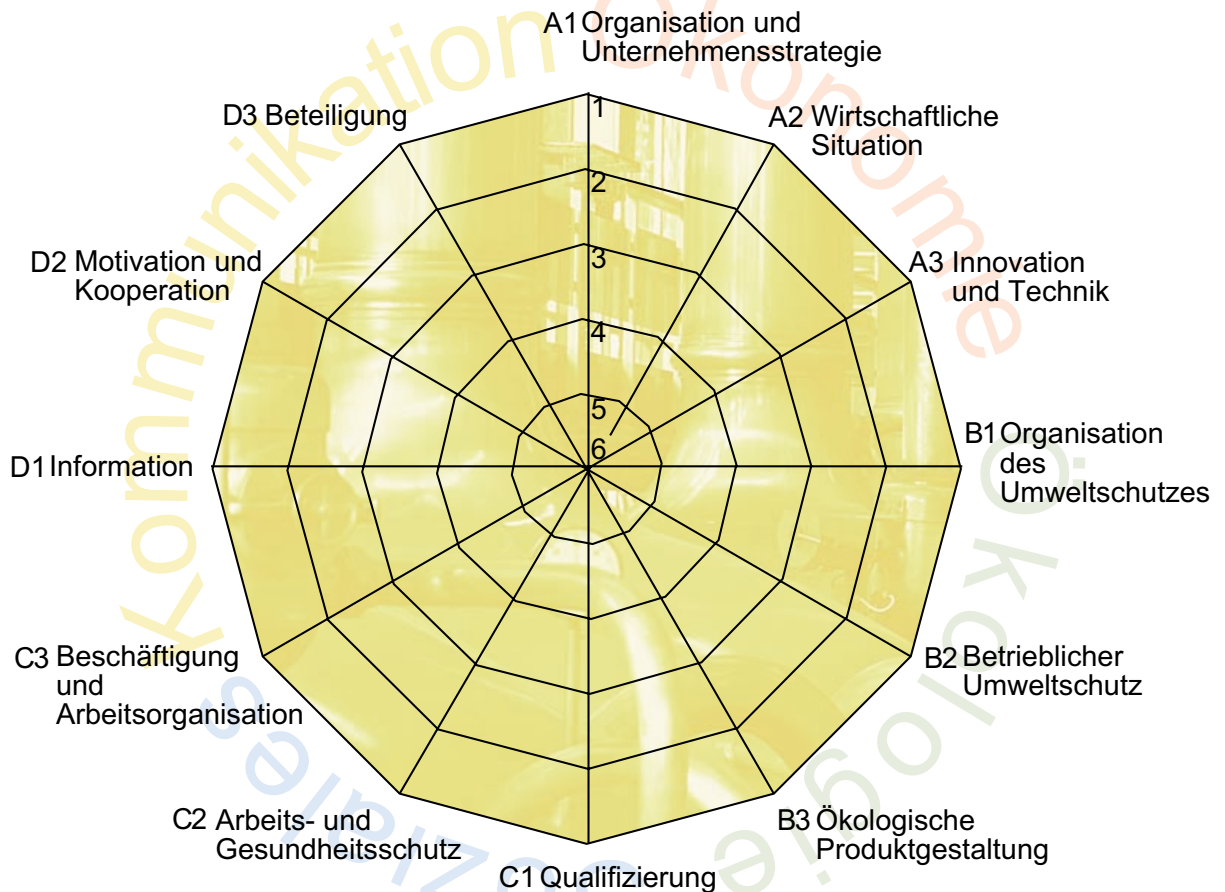 Kommunikation
Ökonomie
Ökologie
Soziales
A1 Organisation und
Unternehmensstrategie
A2 Wirtschaftliche
Situation
A3 Innovation
und Technik
B1 Organisation
des
Umweltschutzes
B2 Betrieblicher
Umweltschutz
B3 Ökologische
Produktgestaltung
C1 Qualifizierung
C2 Arbeits- und
Gesundheitsschutz
C3 Beschäftigung
und
Arbeitsorganisation
D1 Information
D2 Motivation und
Kooperation
D3 Beteiligung
1
2
3
4
5
6